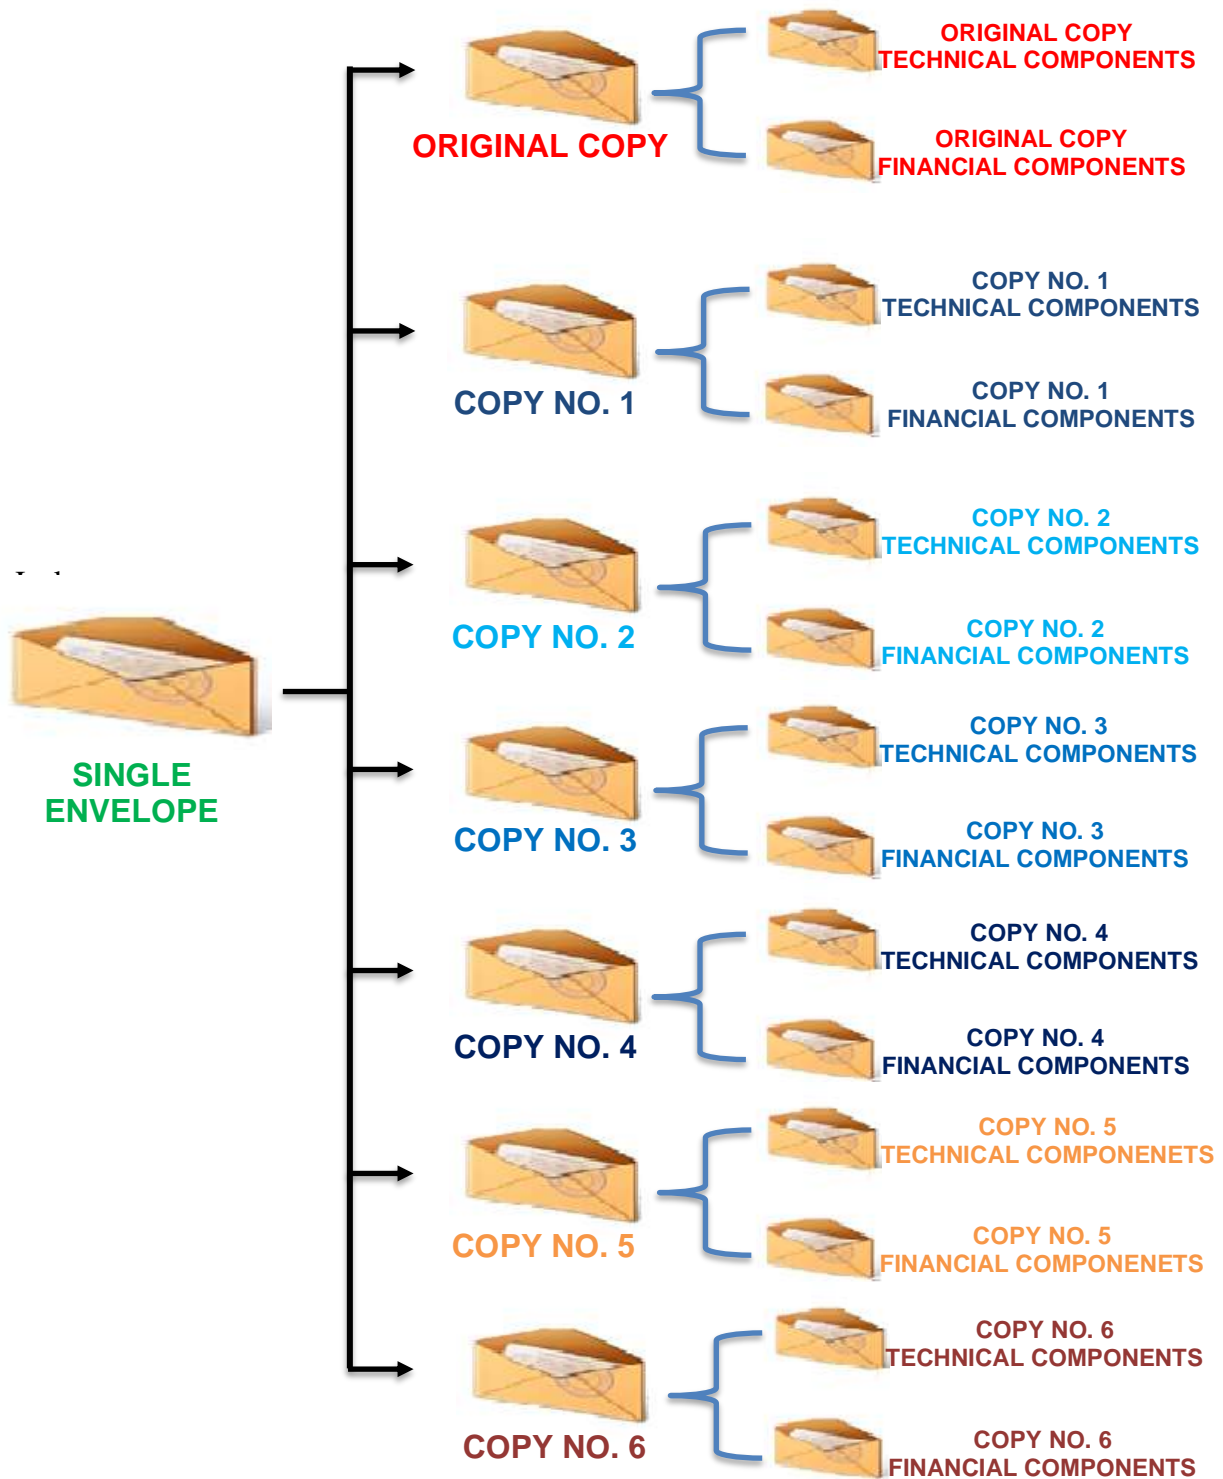 ORIGINAL COPY
TECHNICAL COMPONENTS
ORIGINAL COPY
FINANCIAL COMPONENTS
ORIGINAL COPY
COPY NO. 1
TECHNICAL COMPONENTS
COPY NO. 1
FINANCIAL COMPONENTS
COPY NO. 1
COPY NO. 2
TECHNICAL COMPONENTS
COPY NO. 2
FINANCIAL COMPONENTS
COPY NO. 2
SINGLE
ENVELOPE
COPY NO. 3
TECHNICAL COMPONENTS
COPY NO. 3
FINANCIAL COMPONENTS
COPY NO. 3
COPY NO. 4
TECHNICAL COMPONENTS
COPY NO. 4
FINANCIAL COMPONENTS
COPY NO. 4
COPY NO. 5
TECHNICAL COMPONENETS
COPY NO. 5
FINANCIAL COMPONENETS
COPY NO. 5
COPY NO. 6
TECHNICAL COMPONENTS
COPY NO. 6
FINANCIAL COMPONENTS
COPY NO. 6